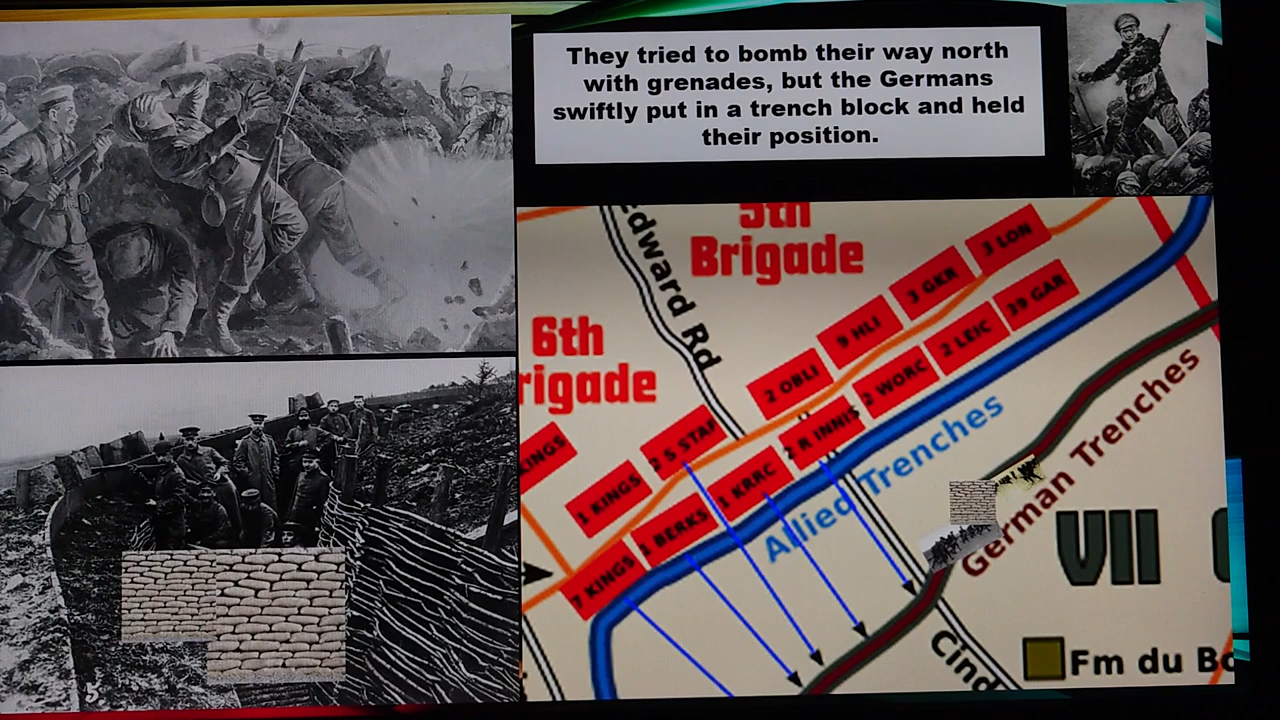 They tried to bomb their way north
with grenades, but the Germans
swiftly put in a trench block and held
their position.
5th
Brigade
Edward Rd
3 LON
3 GKR
39 GAR
9 HLI
2 LEIC
6th
rigade
2 OBLI
2 WORC
2 R INNIS
2 S STAF
KINGS
1 KINGS
1 KRRC
1 BERKS
7 KINGS
Allied Trenches
German Trenches
VII
Cind
Fm du Bo
5